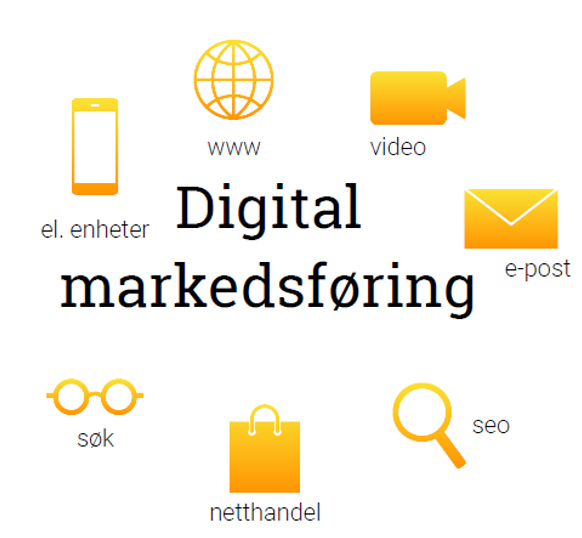 www
video
el. enheter
Digital
markedsføring
e-post
søk
seo
netthandel